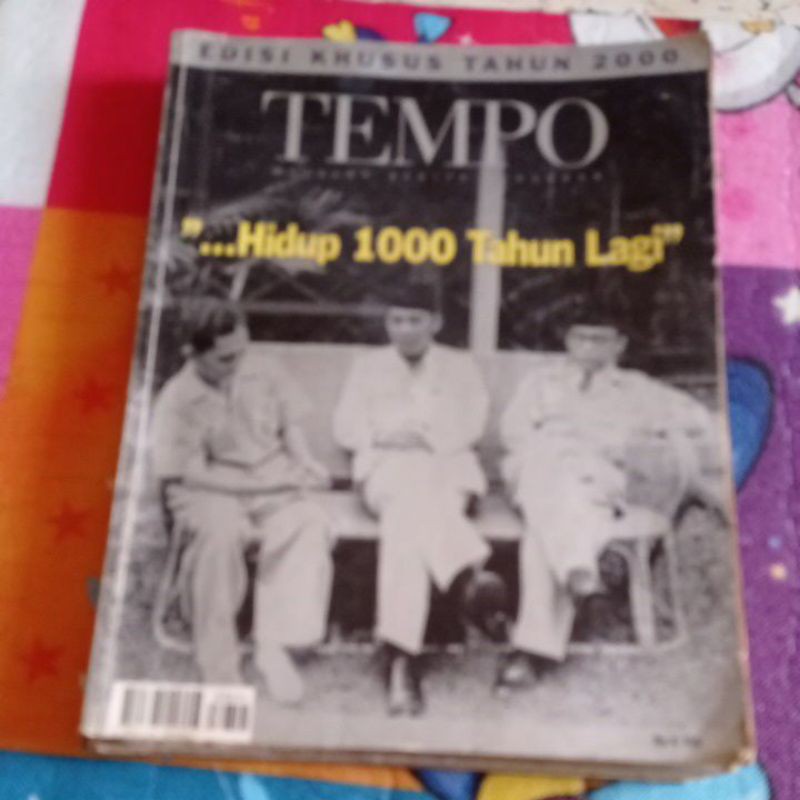 EDISI KHUSUS TAHUN 2000
TEMPO
"...Hidup 1000 Tahun Lagi"